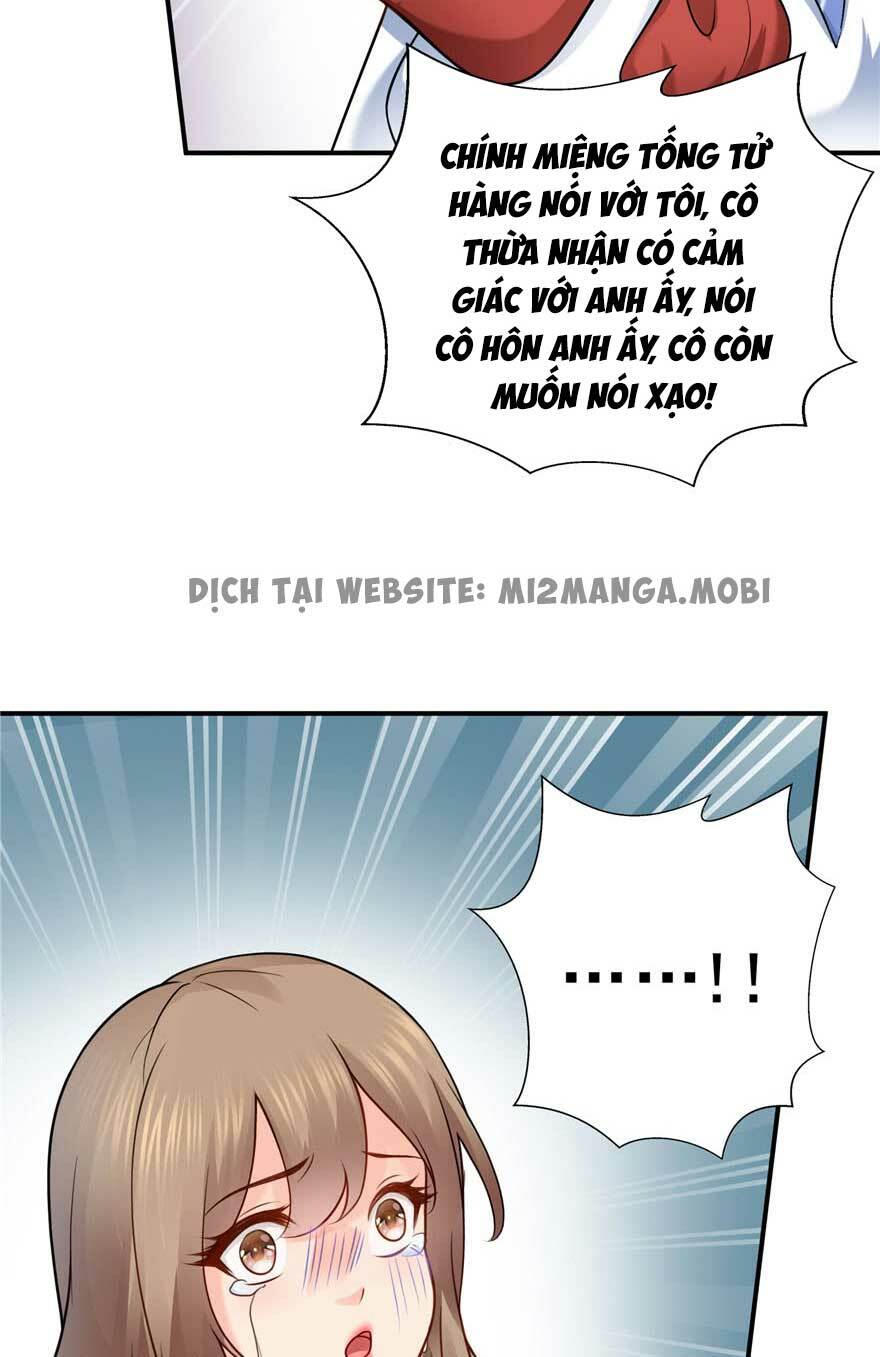 CHÍNH MIỆNG TỐNG TỬ
HÀNG NÓI VỚI TÔI, CÔ
THỪA NHẬN CÓ CẢM
GIÁC VỚI ANH ẤY, NÓI
CÔ HÔN ANH ẤY, CÔ CÒN
MUỐN NÓI XẠO!
DỊCH TẠI WEBSITE: MI2MANGA.MOBI
......!!